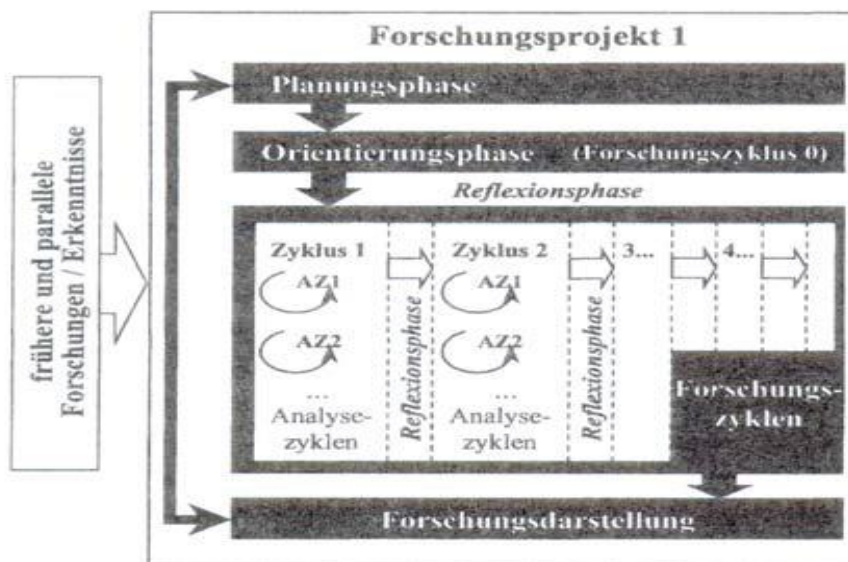 Forschungsprojekt 1
frühere und parallele
Forschungen / Erkenntnisse
Planungsphase
Orientierungsphase (Forschungszyklus 0)
Reflexionsphase
Zyklus 1
AZ1
AZ2
...
Analyse-
zyklen
Reflexionsphase
Zyklus 2
AZ1
AZ2
...
Analyse-
zyklen
Reflexionsphase
3...
4...
Forschungs-
zyklen
Forschungsdarstellung